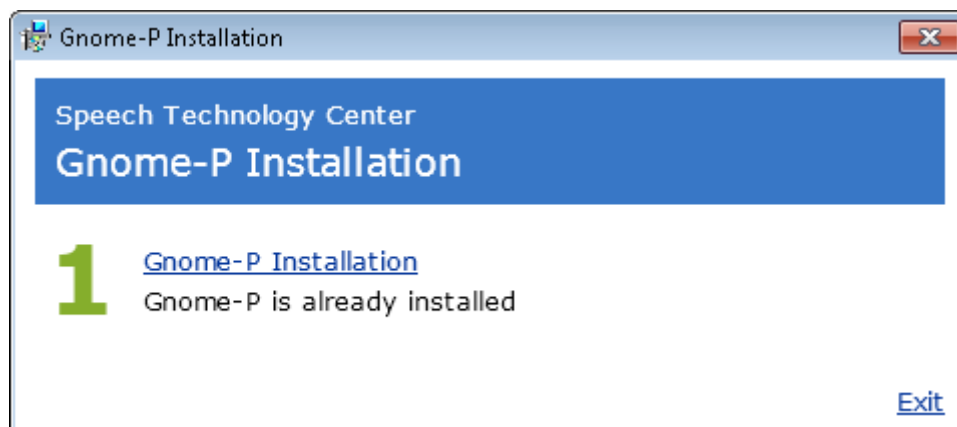 Gnome-P Installation
Speech Technology Center
Gnome-P Installation
1
Gnome-P Installation
Gnome-P is already installed
Exit